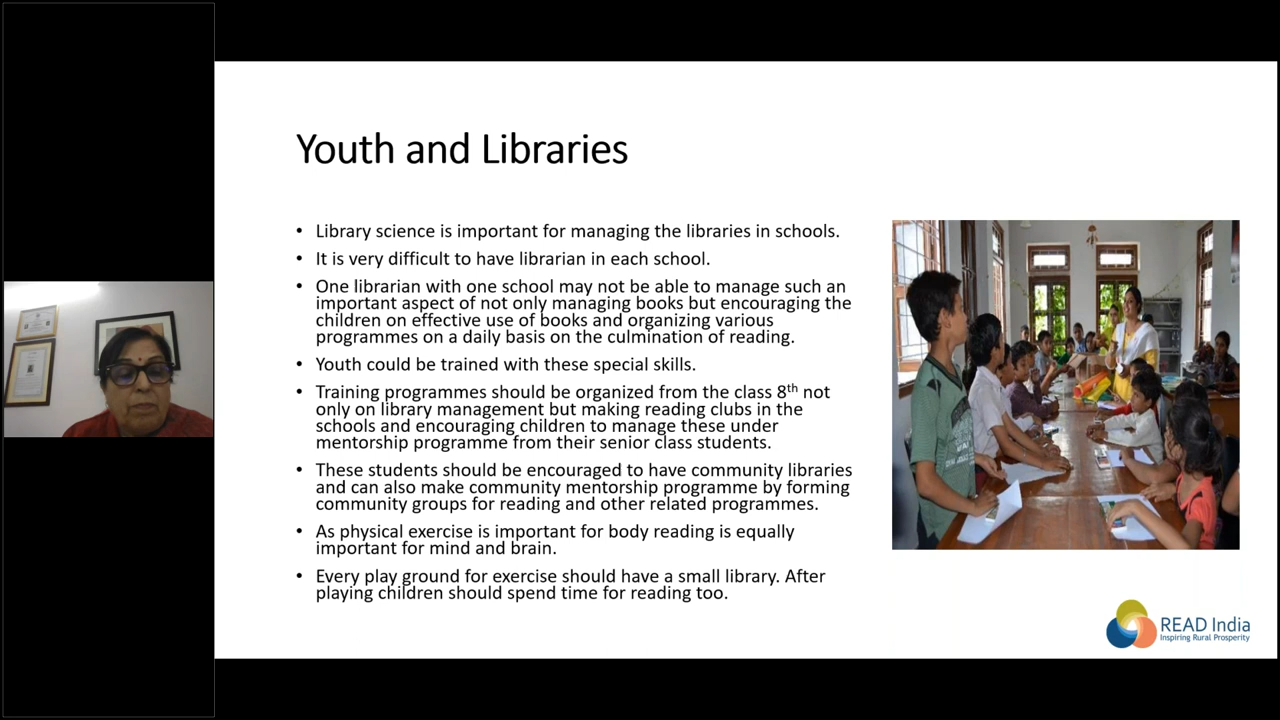 Youth and Libraries
• Library science is important for managing the libraries in schools.
• It is very difficult to have librarian in each school.
• One librarian with one school may not be able to manage such an
important aspect of not only managing books but encouraging the
children on effective use of books and organizing various
programmes on a daily basis on the culmination of reading.
• Youth could be trained with these special skills.
• Training programmes should be organized from the class 8th not
only on library management but making reading clubs in the
schools and encouraging children to manage these under
mentorship programme from their senior class students.
• These students should be encouraged to have community libraries
and can also make community mentorship programme by forming
community groups for reading and other related programmes.
• As physical exercise is important for body reading is equally
important for mind and brain.
• Every play ground for exercise should have a small library. After
playing children should spend time for reading too.
READ India
Inspiring Rural Prosperity